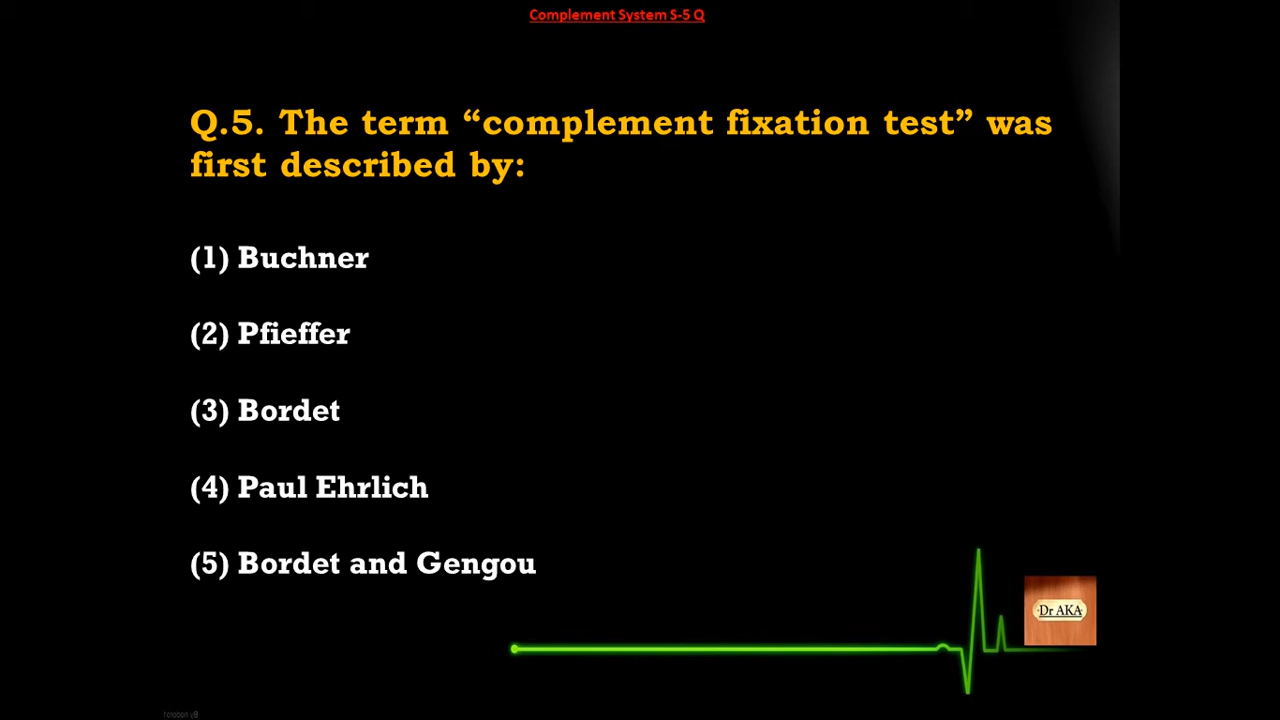 Complement System S-5 Q
Q.5. The term “complement fixation test” was
first described by:
(1) Buchner
(2) Pfieffer
(3) Bordet
(4) Paul Ehrlich
(5) Bordet and Gengou
Dr AKA